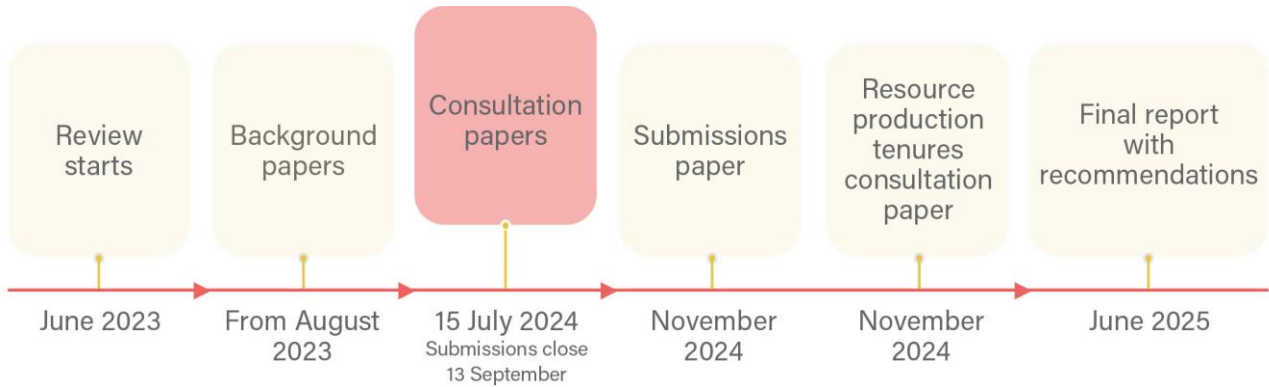 Review
starts
Background
papers
Consultation
papers
Submissions
paper
Resource
production
tenures
consultation
paper
Final report
with
recommendations
June 2023
From August
2023
15 July 2024
Submissions close
13 September
November
2024
November
2024
June 2025